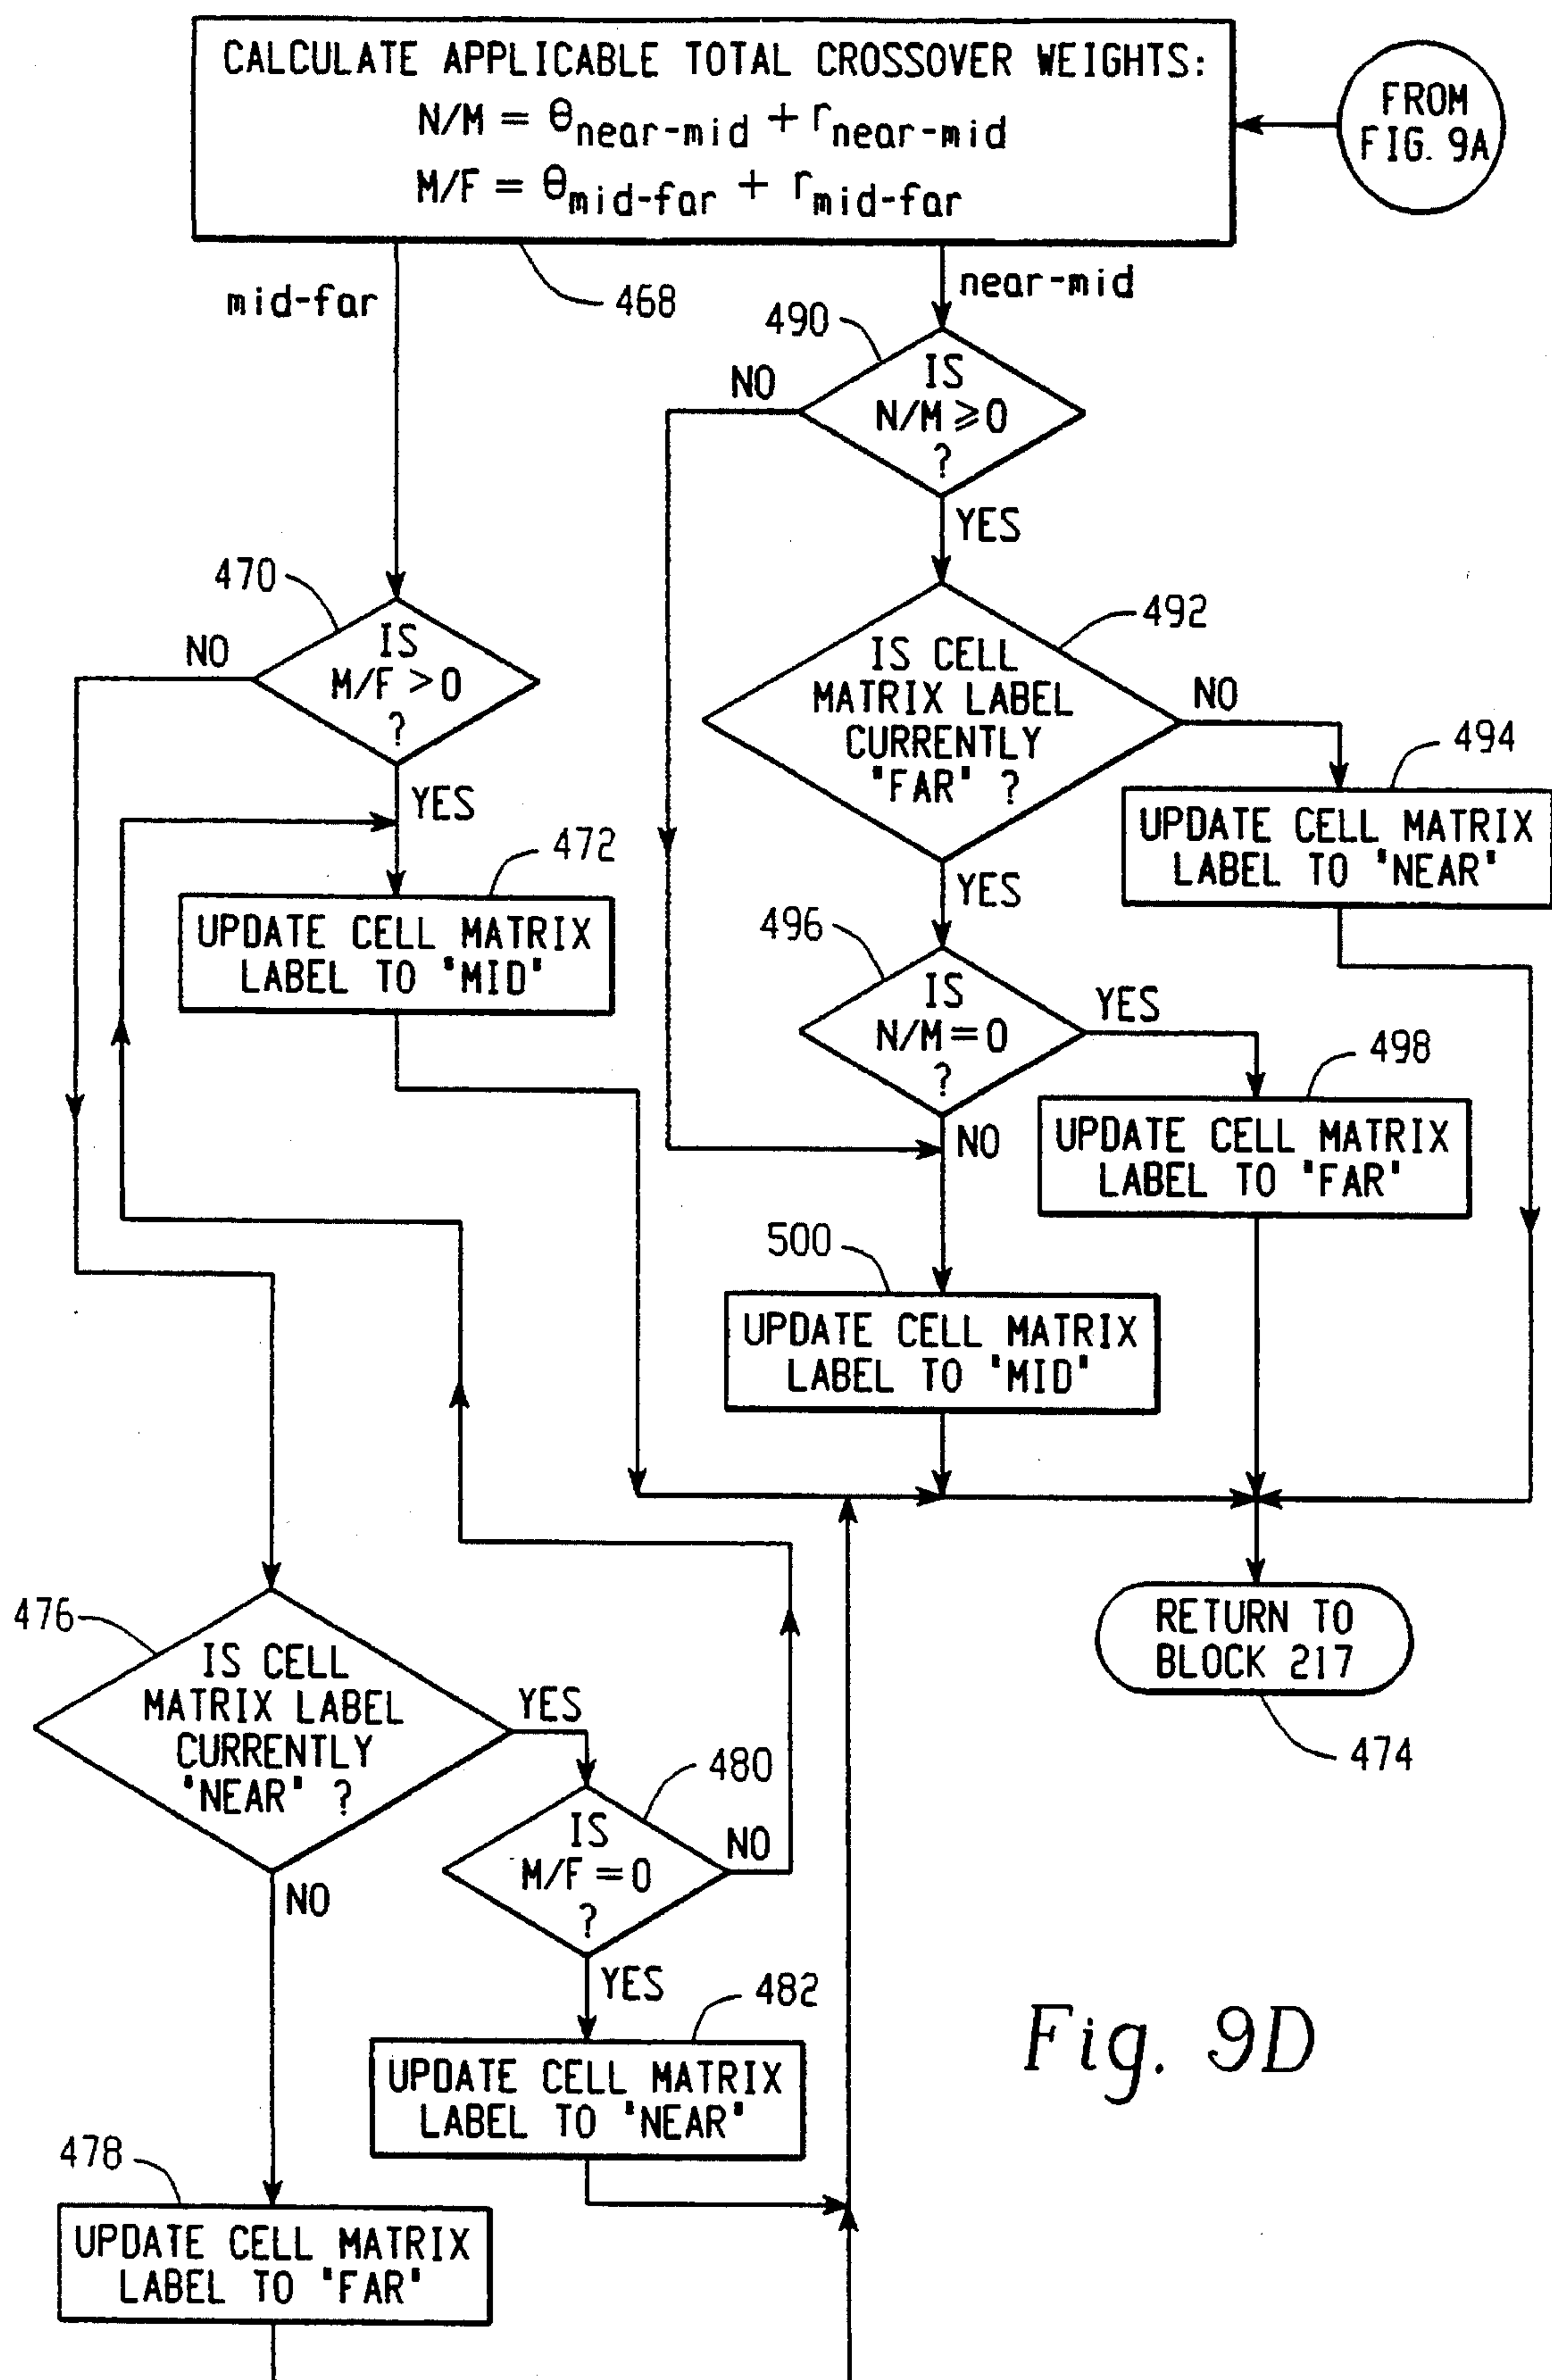 CALCULATE APPLICABLE TOTAL CROSSOVER WEIGHTS:
N/M = θnear-mid + rnear-mid
M/F = θmid-far + rmid-far
FROM
FIG. 9A
mid-far
468
near-mid
490
NO
IS
N/M ⩾ 0
?
YES
470
NO
IS
M/F > 0
?
YES
492
IS CELL
MATRIX LABEL
CURRENTLY
"FAR" ?
NO
YES
494
UPDATE CELL MATRIX
LABEL TO "NEAR"
472
UPDATE CELL MATRIX
LABEL TO "MID"
496
IS
N/M = 0
?
YES
NO
498
UPDATE CELL MATRIX
LABEL TO "FAR"
500
UPDATE CELL MATRIX
LABEL TO "MID"
RETURN TO
BLOCK 217
474
476
IS CELL
MATRIX LABEL
CURRENTLY
"NEAR" ?
YES
NO
480
IS
M/F = 0
?
NO
YES
482
UPDATE CELL MATRIX
LABEL TO "NEAR"
478
UPDATE CELL MATRIX
LABEL TO "FAR"
Fig. 9D